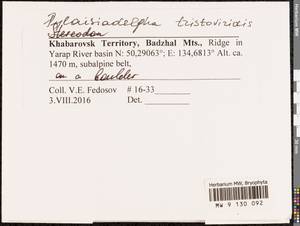 Pylaisiadelpha tristoviridis
Stereodon
Khabarovsk Territory, Badzhal Mts., Ridge in
Yarap River basin N: 50,29063°; E: 134,6813° Alt. ca.
1470 m, subalpine belt,
on a boulder
Coll. V.E. Fedosov # 16-33
3.VIII.2016 Det.
Herbarium MW, Bryophyta
MW 9 130 092